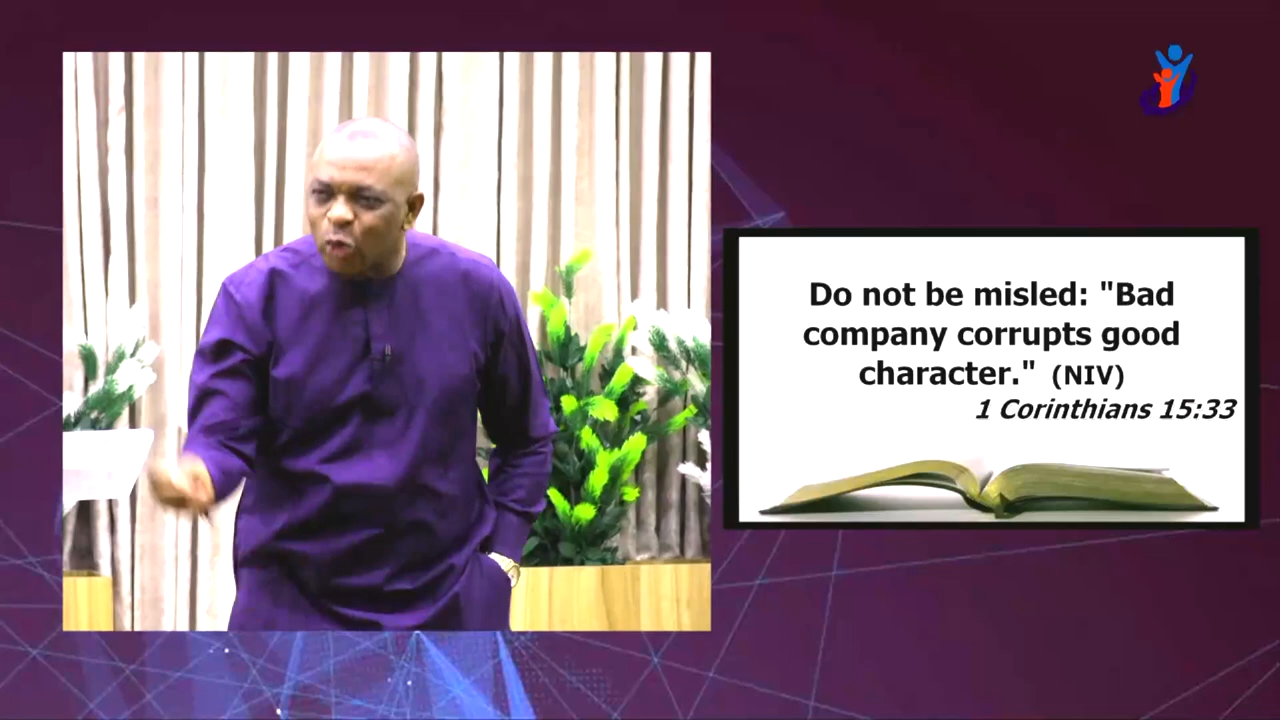 Do not be misled: "Bad
company corrupts good
character." (NIV)
1 Corinthians 15:33